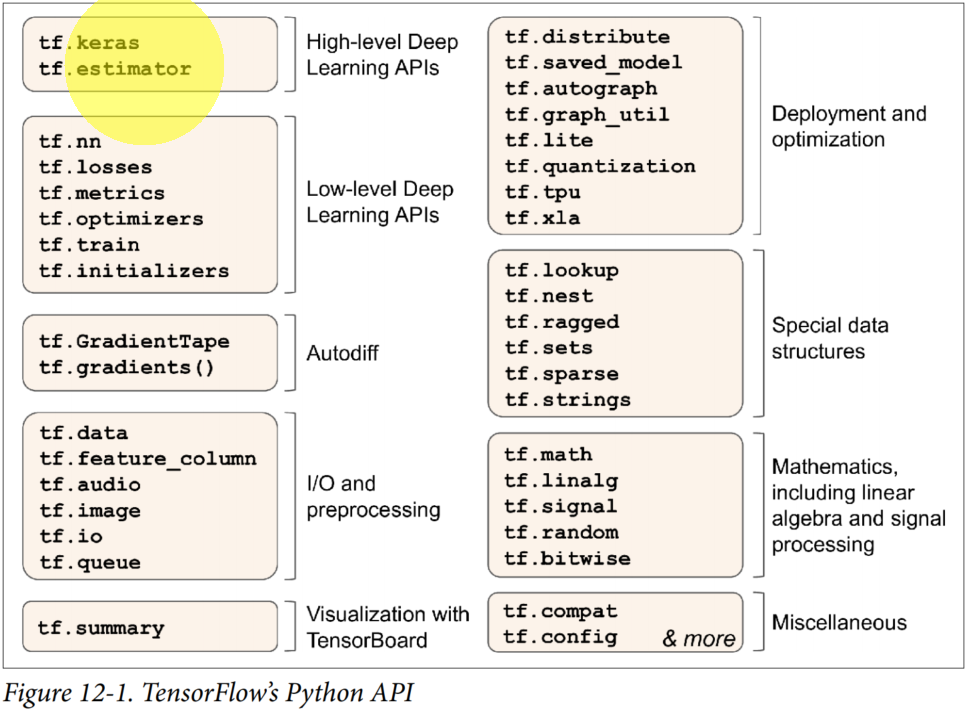 tf.keras
tf.estimator
High-level Deep
Learning APIs
tf.nn
tf.losses
tf.metrics
tf.optimizers
tf.train
tf.initializers
Low-level Deep
Learning APIs
tf.GradientTape
tf.gradients()
Autodiff
tf.data
tf.feature_column
tf.audio
tf.image
tf.io
tf.queue
I/O and
preprocessing
tf.summary
Visualization with
TensorBoard
tf.distribute
tf.saved_model
tf.autograph
tf.graph_util
tf.lite
tf.quantization
tf.tpu
tf.xla
Deployment and
optimization
tf.lookup
tf.nest
tf.ragged
tf.sets
tf.sparse
tf.strings
Special data
structures
tf.math
tf.linalg
tf.signal
tf.random
tf.bitwise
Mathematics,
including linear
algebra and signal
processing
tf.compat
tf.config & more
Miscellaneous
Figure 12-1. TensorFlow's Python API